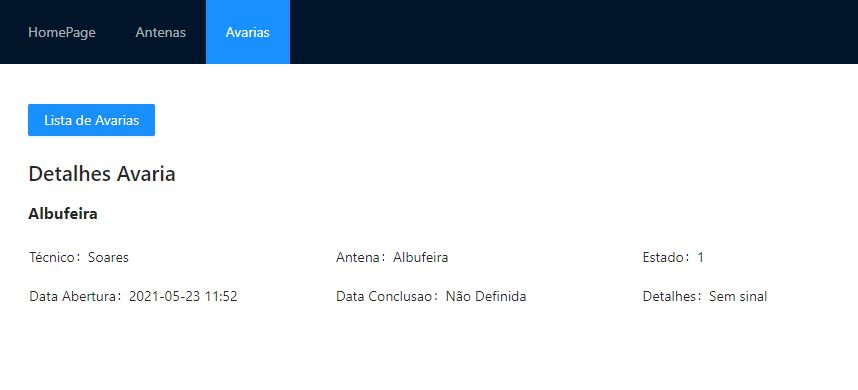 HomePage Antenas Avarias
Lista de Avarias
Detalhes Avaria
Albufeira
Técnico: Soares Antena: Albufeira Estado: 1
Data Abertura: 2021-05-23 11:52 Data Conclusao: Não Definida Detalhes: Sem sinal